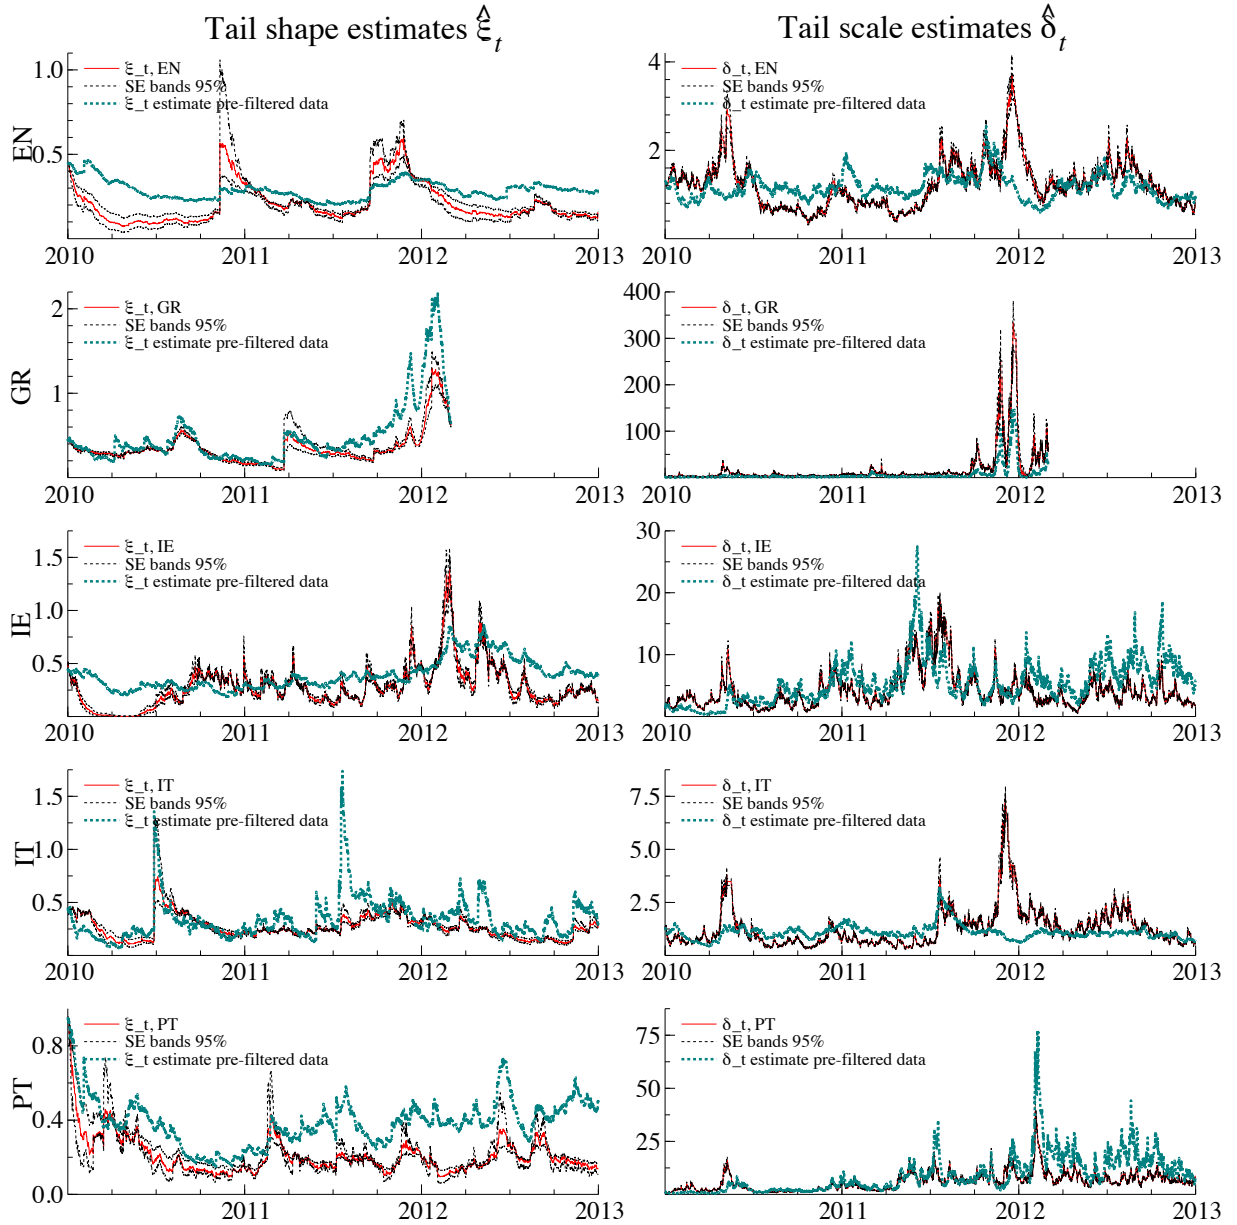 Tail shape estimates ξ̂_t
Tail scale estimates δ̂_t
EN
1.0
0.5
ξ_t, EN
SE bands 95%
ξ_t estimate pre-filtered data
2010 2011 2012 2013
4
2
δ_t, EN
SE bands 95%
δ_t estimate pre-filtered data
2010 2011 2012 2013
GR
2
1
ξ_t, GR
SE bands 95%
ξ_t estimate pre-filtered data
2010 2011 2012 2013
400
300
200
100
δ_t, GR
SE bands 95%
δ_t estimate pre-filtered data
2010 2011 2012 2013
IE
1.5
1.0
0.5
ξ_t, IE
SE bands 95%
ξ_t estimate pre-filtered data
2010 2011 2012 2013
30
20
10
δ_t, IE
SE bands 95%
δ_t estimate pre-filtered data
2010 2011 2012 2013
IT
1.5
1.0
0.5
ξ_t, IT
SE bands 95%
ξ_t estimate pre-filtered data
2010 2011 2012 2013
7.5
5.0
2.5
δ_t, IT
SE bands 95%
δ_t estimate pre-filtered data
2010 2011 2012 2013
PT
0.8
0.4
0.0
ξ_t, PT
SE bands 95%
ξ_t estimate pre-filtered data
2011 2012 2013
75
50
25
δ_t, PT
SE bands 95%
δ_t estimate pre-filtered data
2010 2011 2012 2013